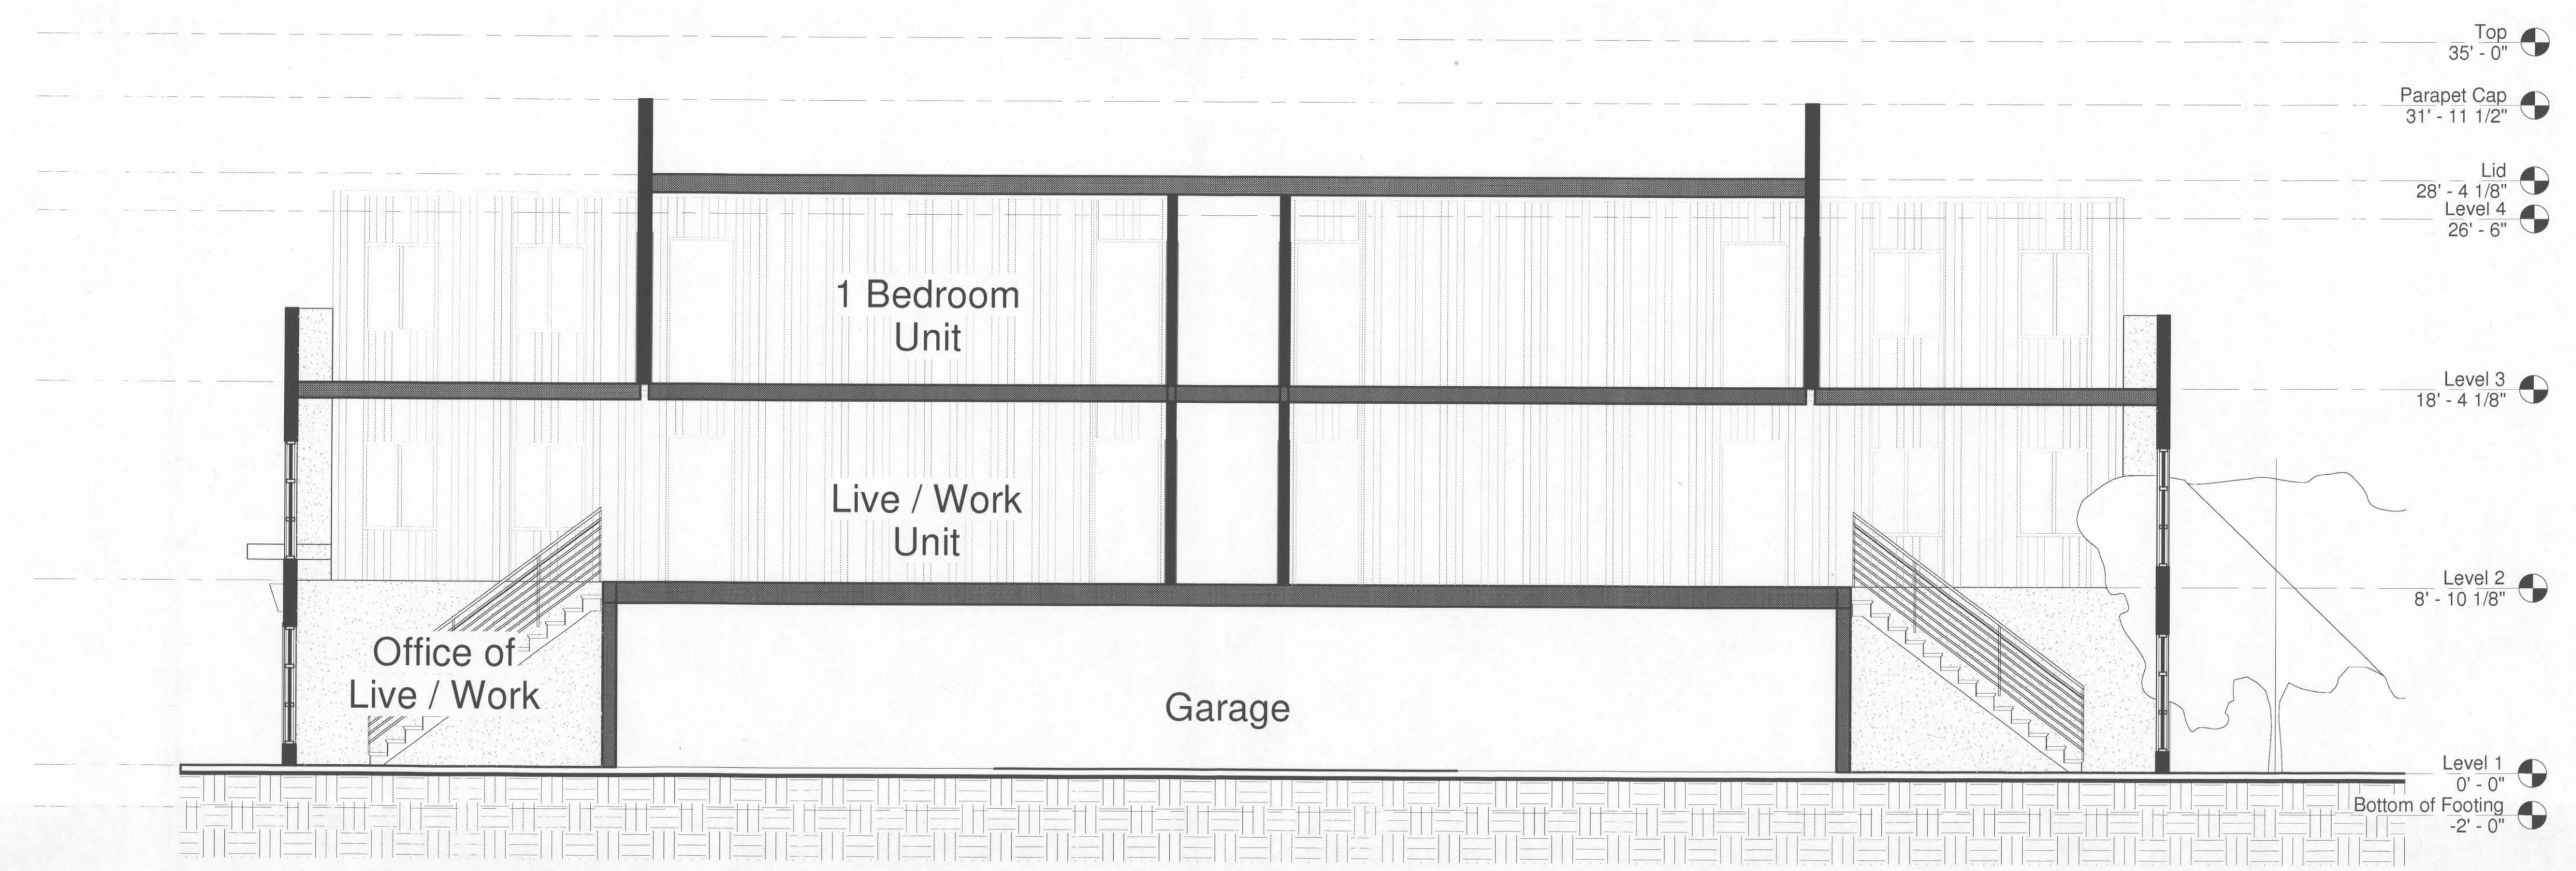 Top
35' - 0"
Parapet Cap
31' - 11 1/2"
Lid
28' - 4 1/8"
Level 4
26' - 6"
1 Bedroom
Unit
Level 3
18' - 4 1/8"
Live / Work
Unit
Level 2
8' - 10 1/8"
Office of
Live / Work
Garage
Level 1
0' - 0"
Bottom of Footing
-2' - 0"